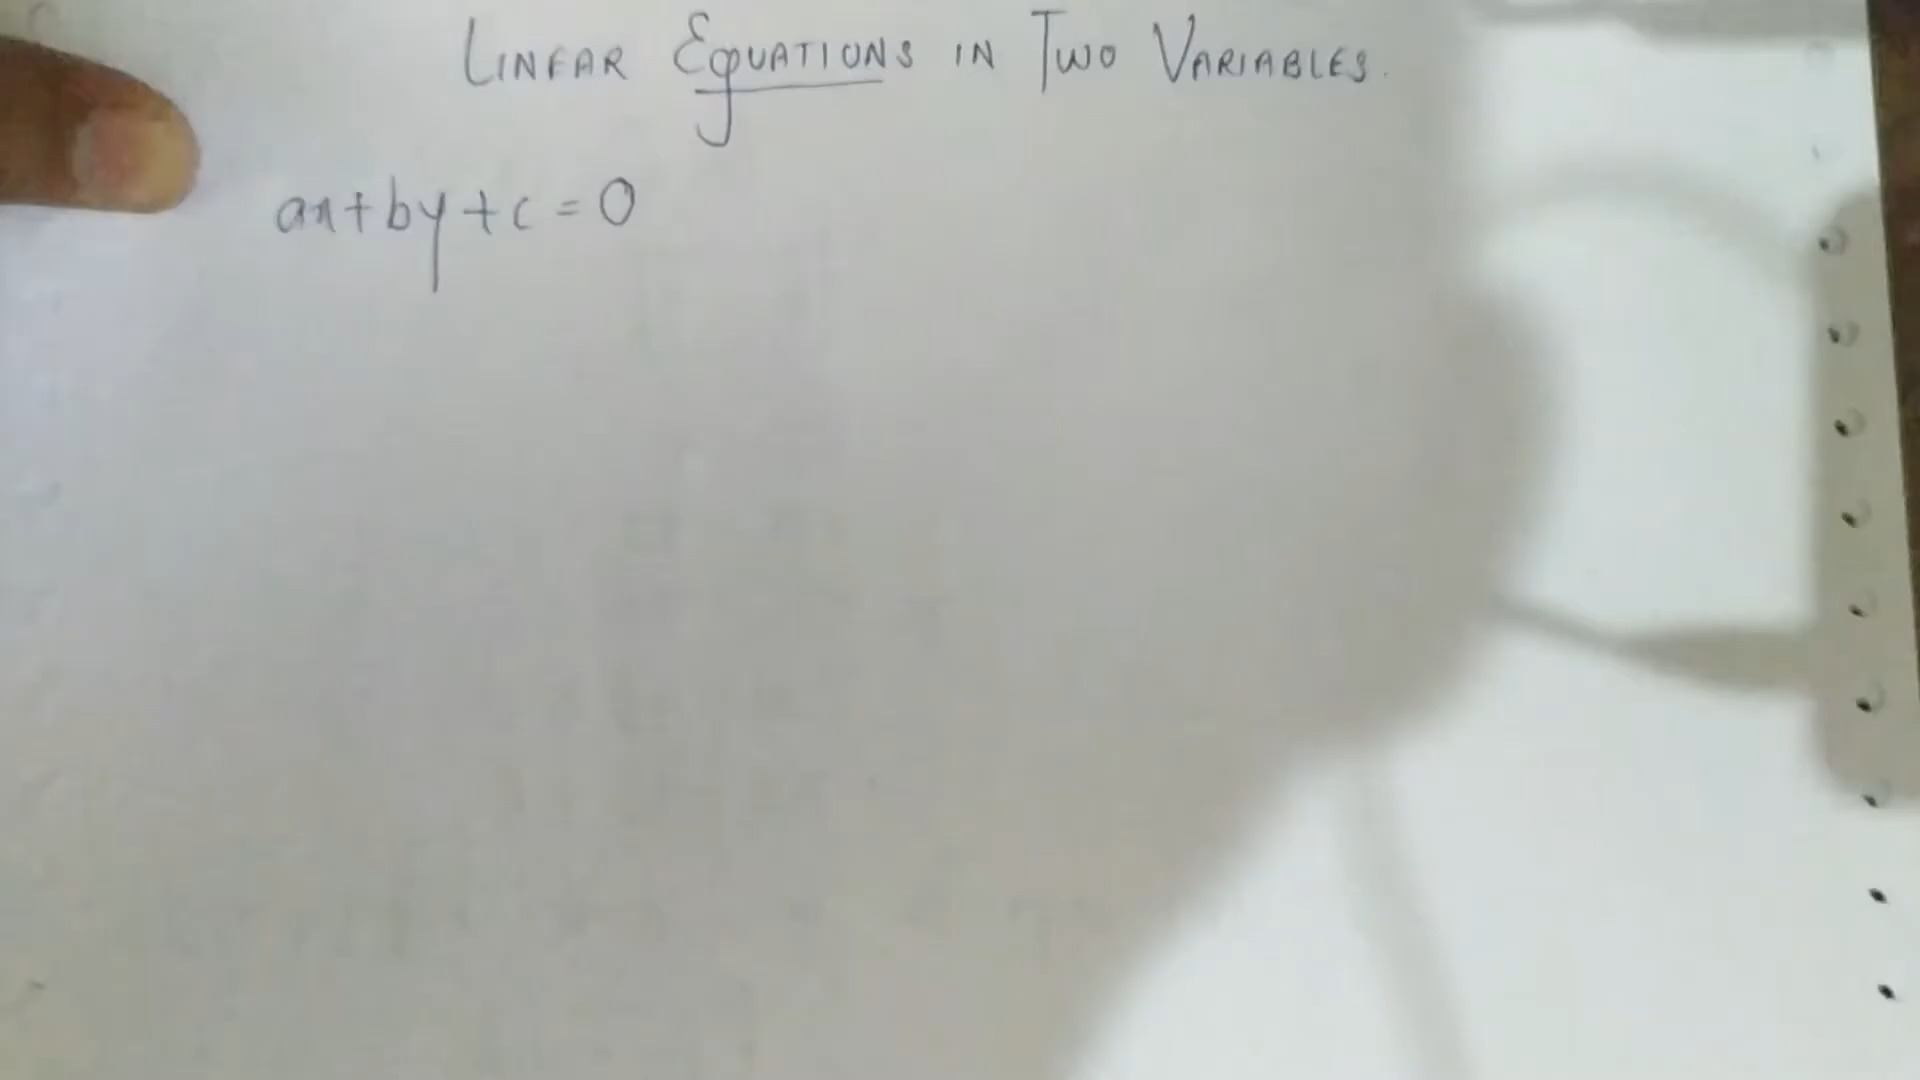 LINEAR EQUATIONS IN TWO VARIABLES.
ax+by+c=0